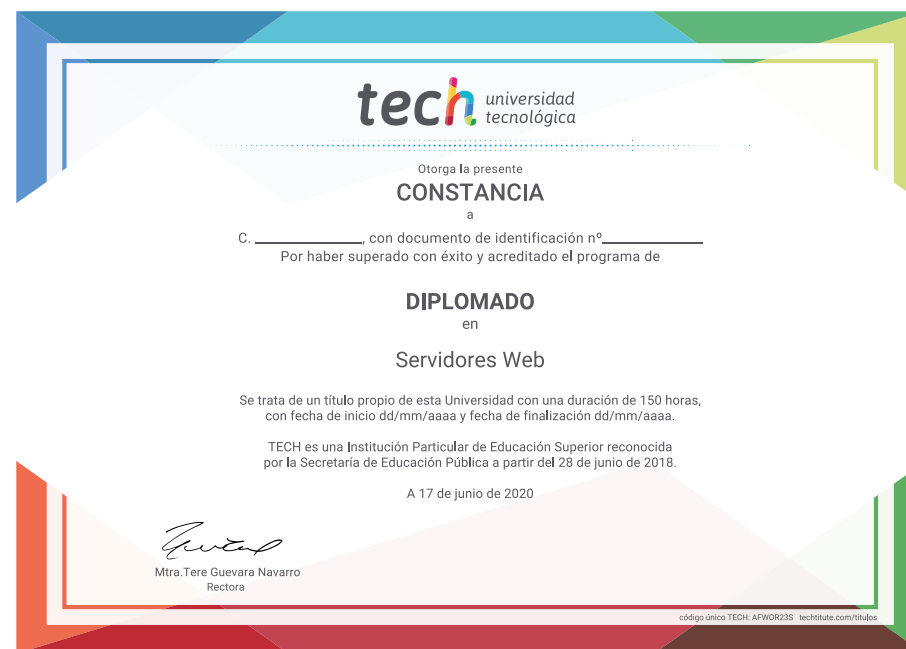 tech universidad
tecnológica
Otorga la presente
CONSTANCIA
a
C. ____________, con documento de identificación nº____________
Por haber superado con éxito y acreditado el programa de
DIPLOMADO
en
Servidores Web
Se trata de un título propio de esta Universidad con una duración de 150 horas,
con fecha de inicio dd/mm/aaaa y fecha de finalización dd/mm/aaaa.
TECH es una Institución Particular de Educación Superior reconocida
por la Secretaría de Educación Pública a partir del 28 de junio de 2018.
A 17 de junio de 2020
Mtra.Tere Guevara Navarro
Rectora
código único TECH: AFWOR23S techtitute.com/titulos